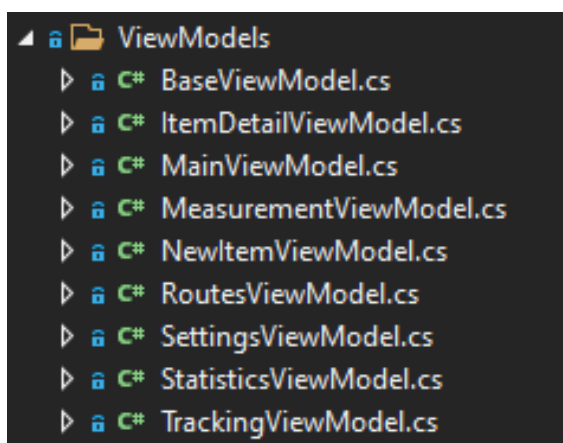 ViewModels
C# BaseViewModel.cs
C# ItemDetailViewModel.cs
C# MainViewModel.cs
C# MeasurementViewModel.cs
C# NewItemViewModel.cs
C# RoutesViewModel.cs
C# SettingsViewModel.cs
C# StatisticsViewModel.cs
C# TrackingViewModel.cs